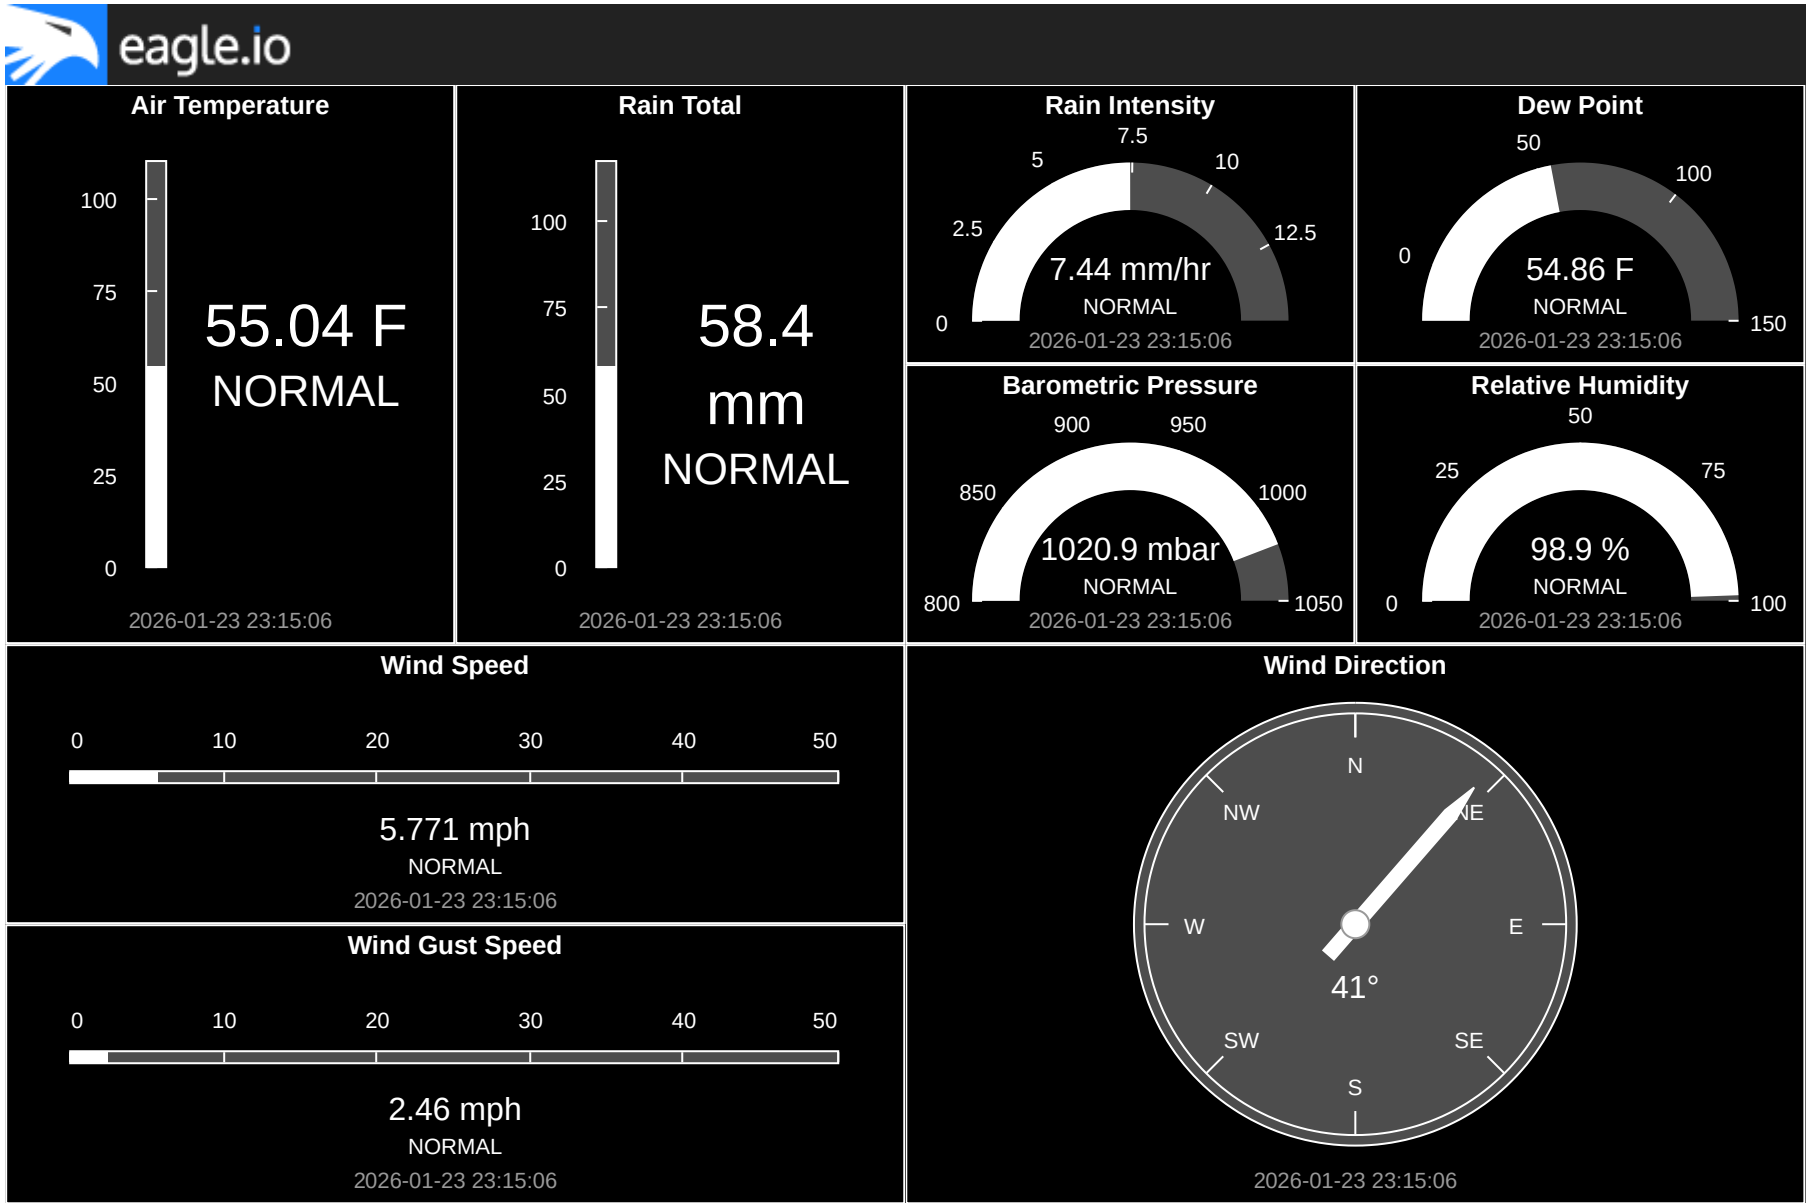 eagle.io
Air Temperature
100
75
50
25
0
55.04 F
NORMAL
2026-01-23 23:15:06
Rain Total
100
75
50
25
0
58.4
mm
NORMAL
2026-01-23 23:15:06
Rain Intensity
0
2.5
5
7.5
10
12.5
7.44 mm/hr
NORMAL
2026-01-23 23:15:06
Dew Point
0
50
100
150
54.86 F
NORMAL
2026-01-23 23:15:06
Barometric Pressure
800
850
900
950
1000
1050
1020.9 mbar
NORMAL
2026-01-23 23:15:06
Relative Humidity
0
25
50
75
100
98.9 %
NORMAL
2026-01-23 23:15:06
Wind Speed
0 10 20 30 40 50
5.771 mph
NORMAL
2026-01-23 23:15:06
Wind Gust Speed
0 10 20 30 40 50
2.46 mph
NORMAL
2026-01-23 23:15:06
Wind Direction
N
NW NE
W E
41°
SW SE
S
2026-01-23 23:15:06